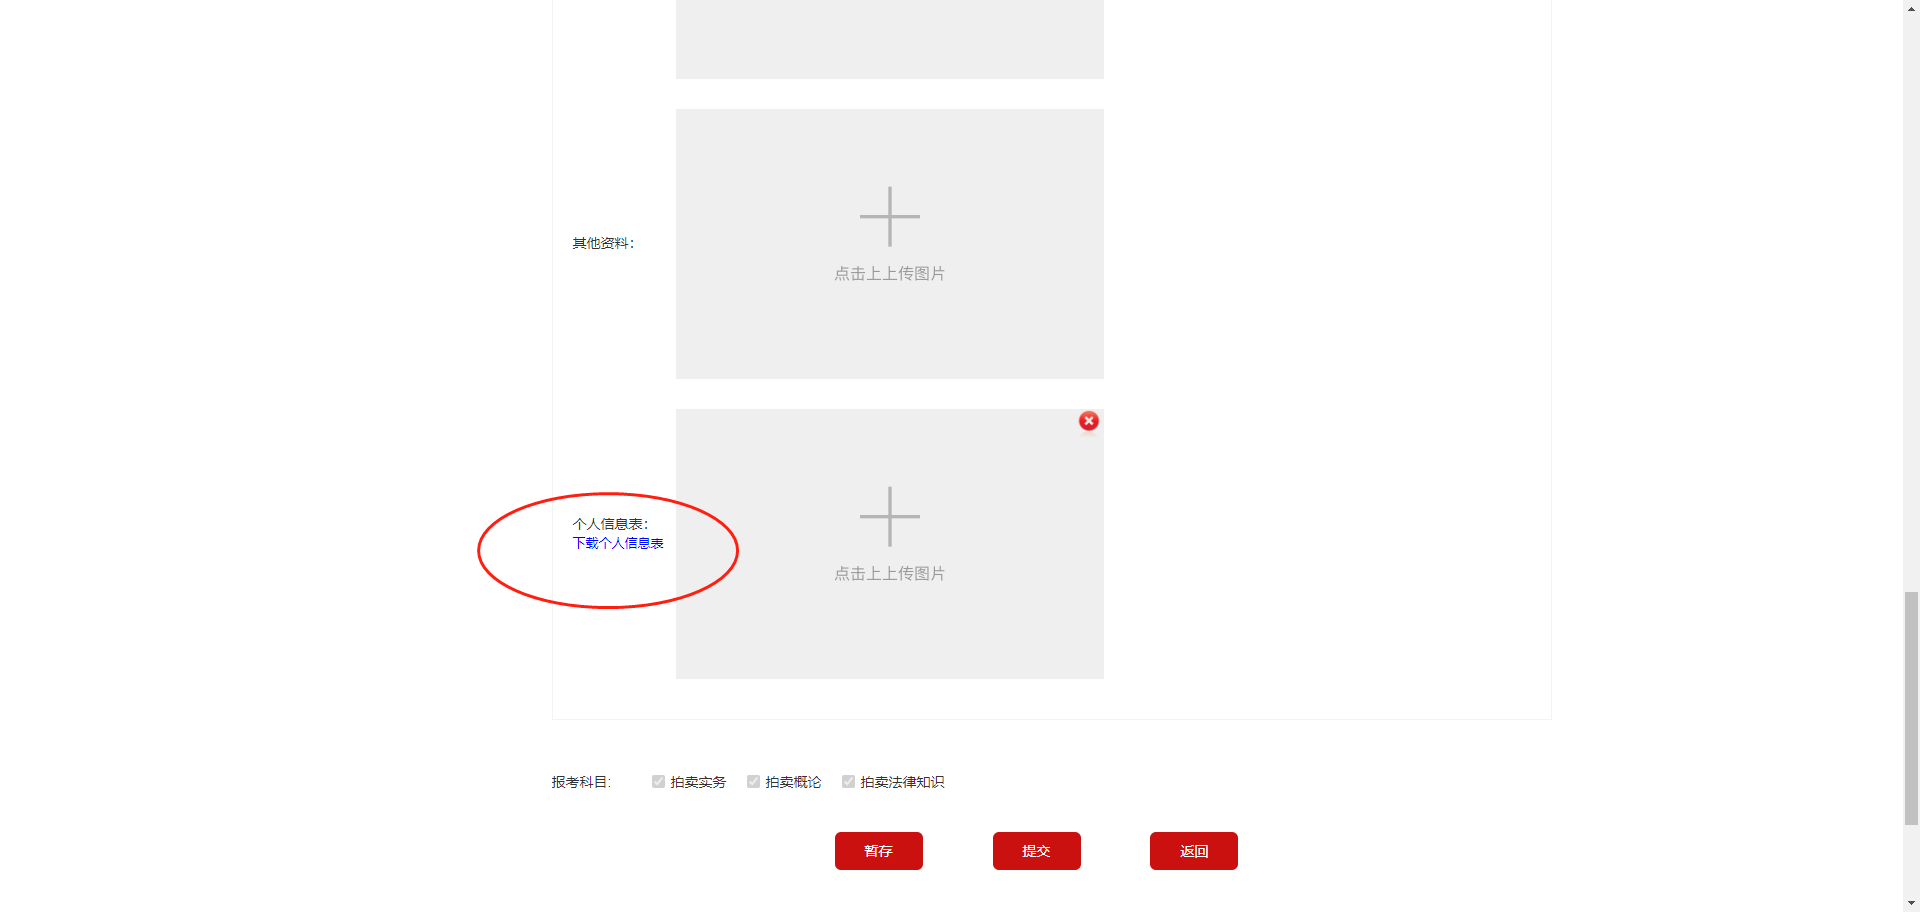 其他资料：
点击上上传图片
个人信息表：
下载个人信息表
点击上上传图片
报考科目: 拍卖实务 拍卖概论 拍卖法律知识
暂存 提交 返回